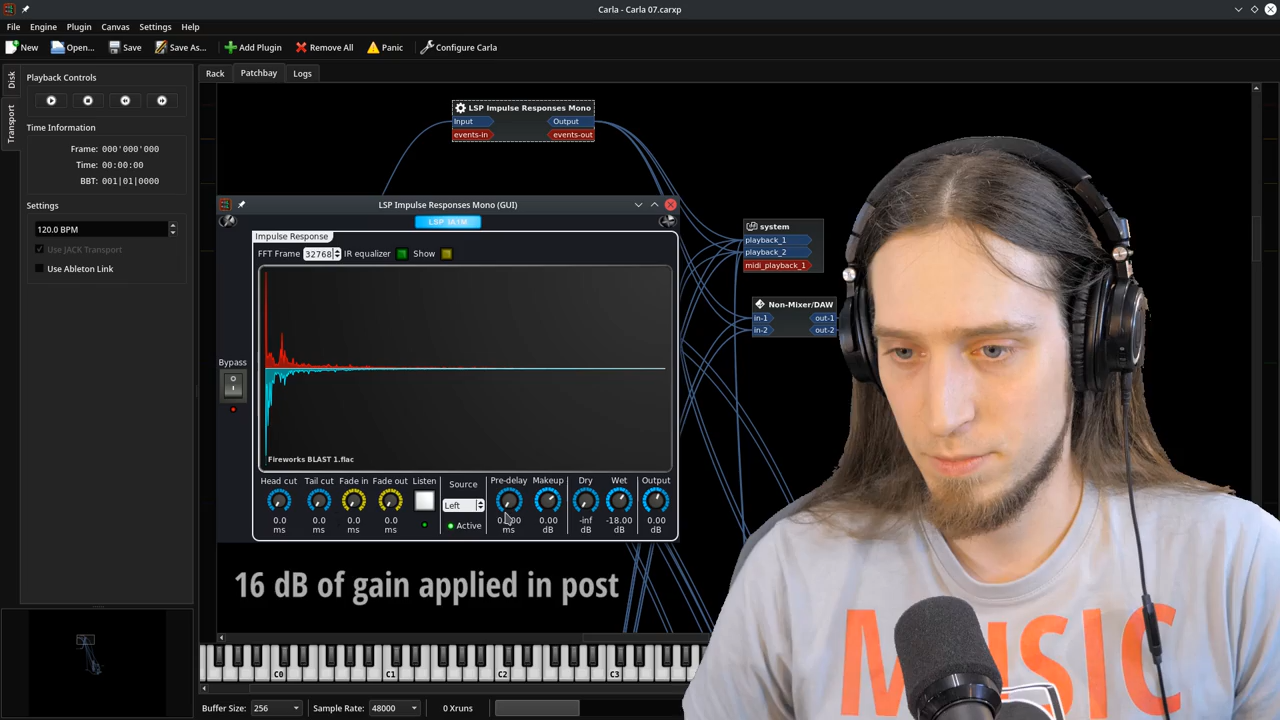 Carla - Carla 07.carxp
File Engine Plugin Canvas Settings Help
New Open... Save Save As... Add Plugin Remove All Panic Configure Carla
Disk
Transport
Playback Controls
Time Information
Frame: 000'000'000
Time: 00:00:00
BBT: 001|01|0000
Settings
120.0 BPM
Use JACK Transport
Use Ableton Link
Rack Patchbay Logs
LSP Impulse Responses Mono
Input Output
events-in events-out
LSP Impulse Responses Mono (GUI)
LSP IR1M
Impulse Response
FFT Frame 32768 IR equalizer Show
Bypass
Fireworks BLAST 1.flac
Head cut Tail cut Fade in Fade out Listen Source Pre-delay Makeup Dry Wet Output
Left
Active
0.0 0.0 0.0 0.0 0.00 -inf -18.00 0.00
ms ms ms ms ms dB dB dB dB
system
playback_1
playback_2
midi_playback_1
Non-Mixer/DAW
in-1 out-1
in-2 out-2
16 dB of gain applied in post
C0 C1 C2 C3
Buffer Size: 256 Sample Rate: 48000 0 Xruns